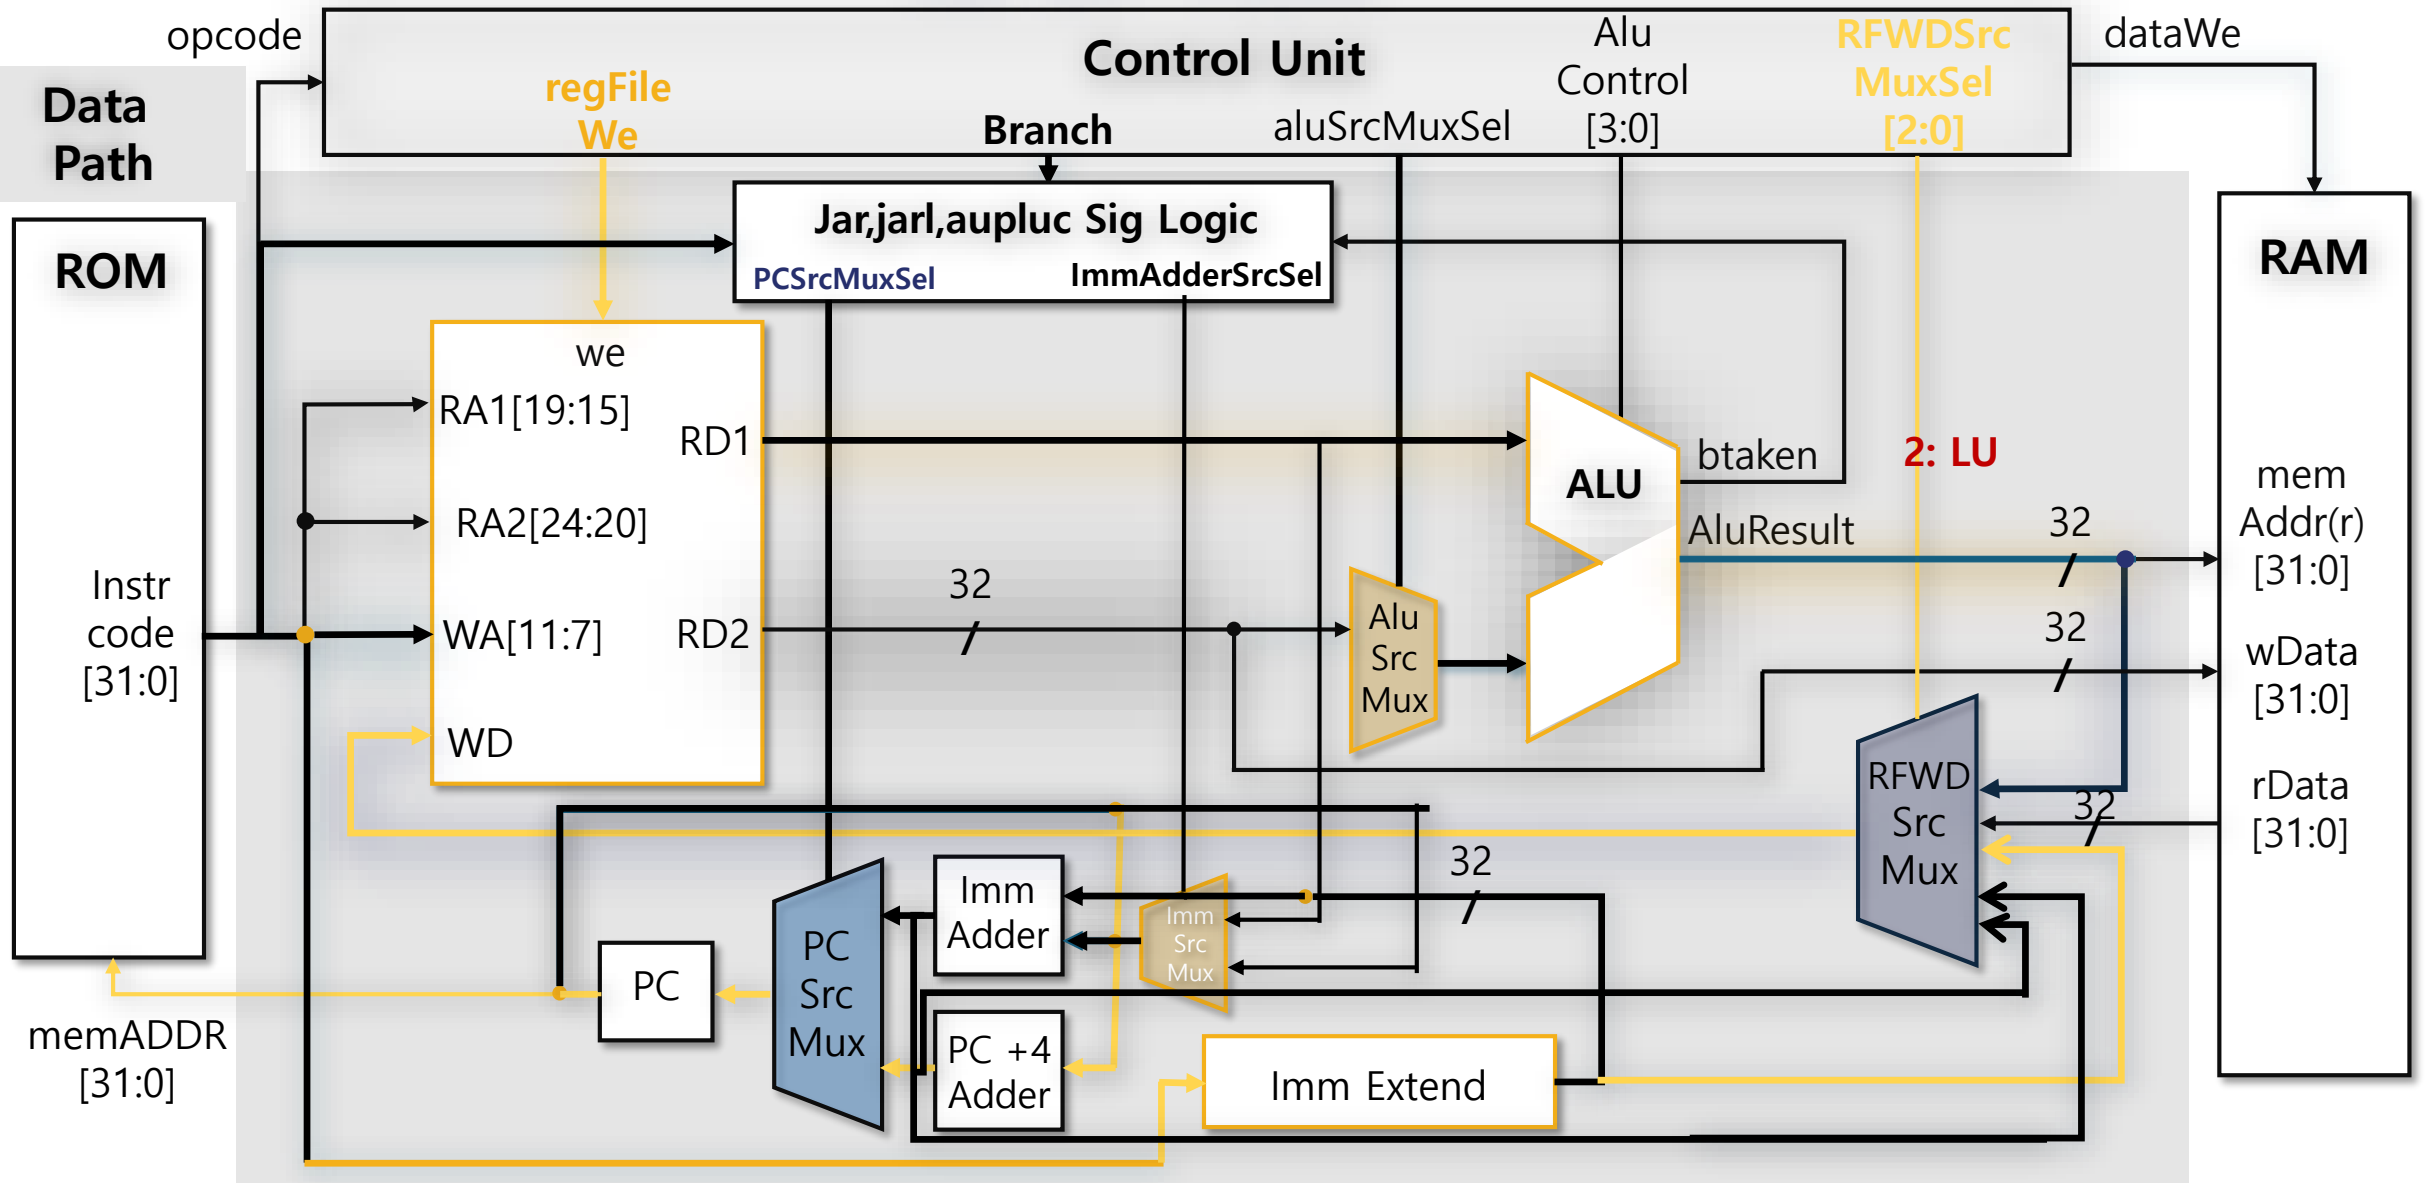 opcode
Control Unit
Alu
Control
[3:0]
RFWDSrc
MuxSel
[2:0]
dataWe
Data
Path
regFile
We
Branch
aluSrcMuxSel
Jar,jarl,aupluc Sig Logic
PCSrcMuxSel
ImmAdderSrcSel
ROM
RAM
we
RA1[19:15]
RD1
RA2[24:20]
WA[11:7]
RD2
WD
Instr
code
[31:0]
32
ALU
btaken
2: LU
AluResult
32
mem
Addr(r)
[31:0]
Alu
Src
Mux
32
wData
[31:0]
RFWD
Src
Mux
32
rData
[31:0]
32
Imm
Adder
Imm
Src
Mux
PC
Src
Mux
PC
memADDR
[31:0]
PC +4
Adder
Imm Extend